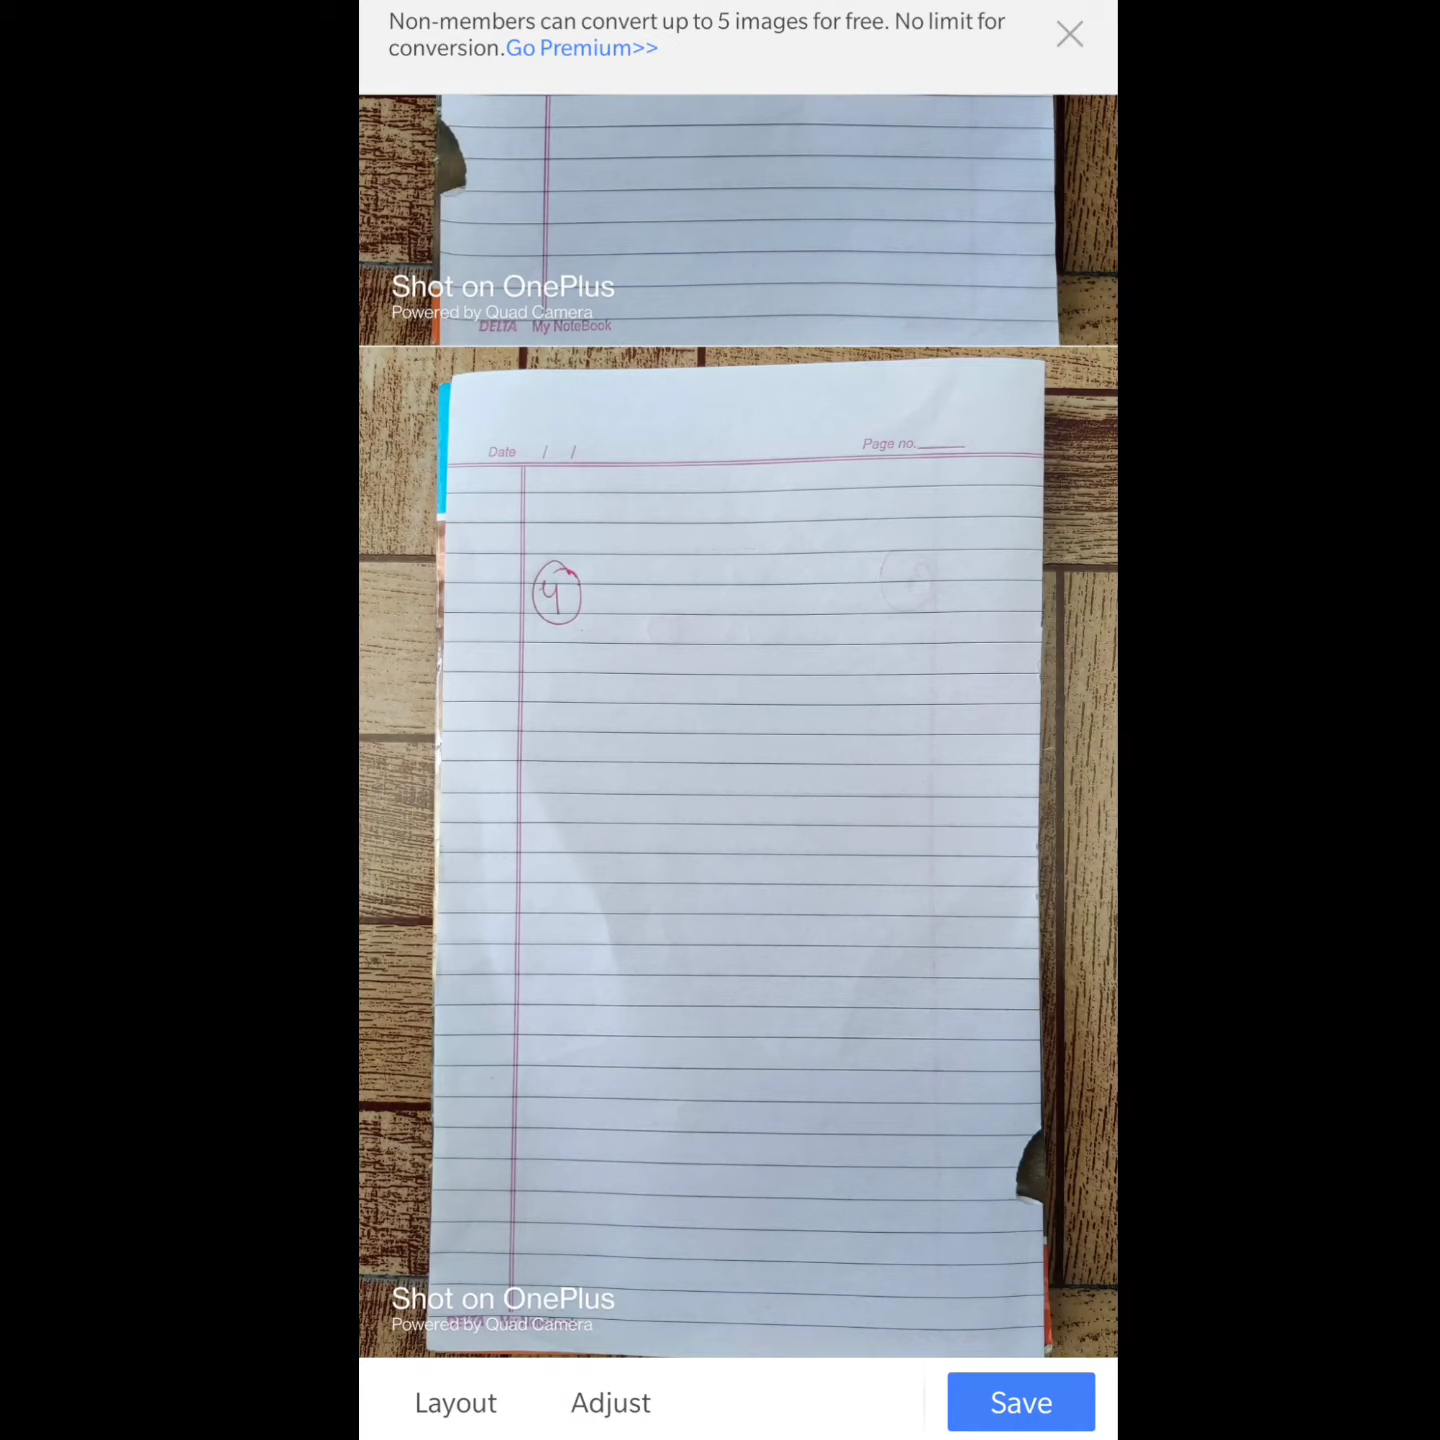 Non-members can convert up to 5 images for free. No limit for
conversion.Go Premium>>
Shot on OnePlus
Powered by Quad Camera
DELTA My NoteBook
Date / /
Page no.
4
Shot on OnePlus
Powered by Quad Camera
Layout
Adjust
Save